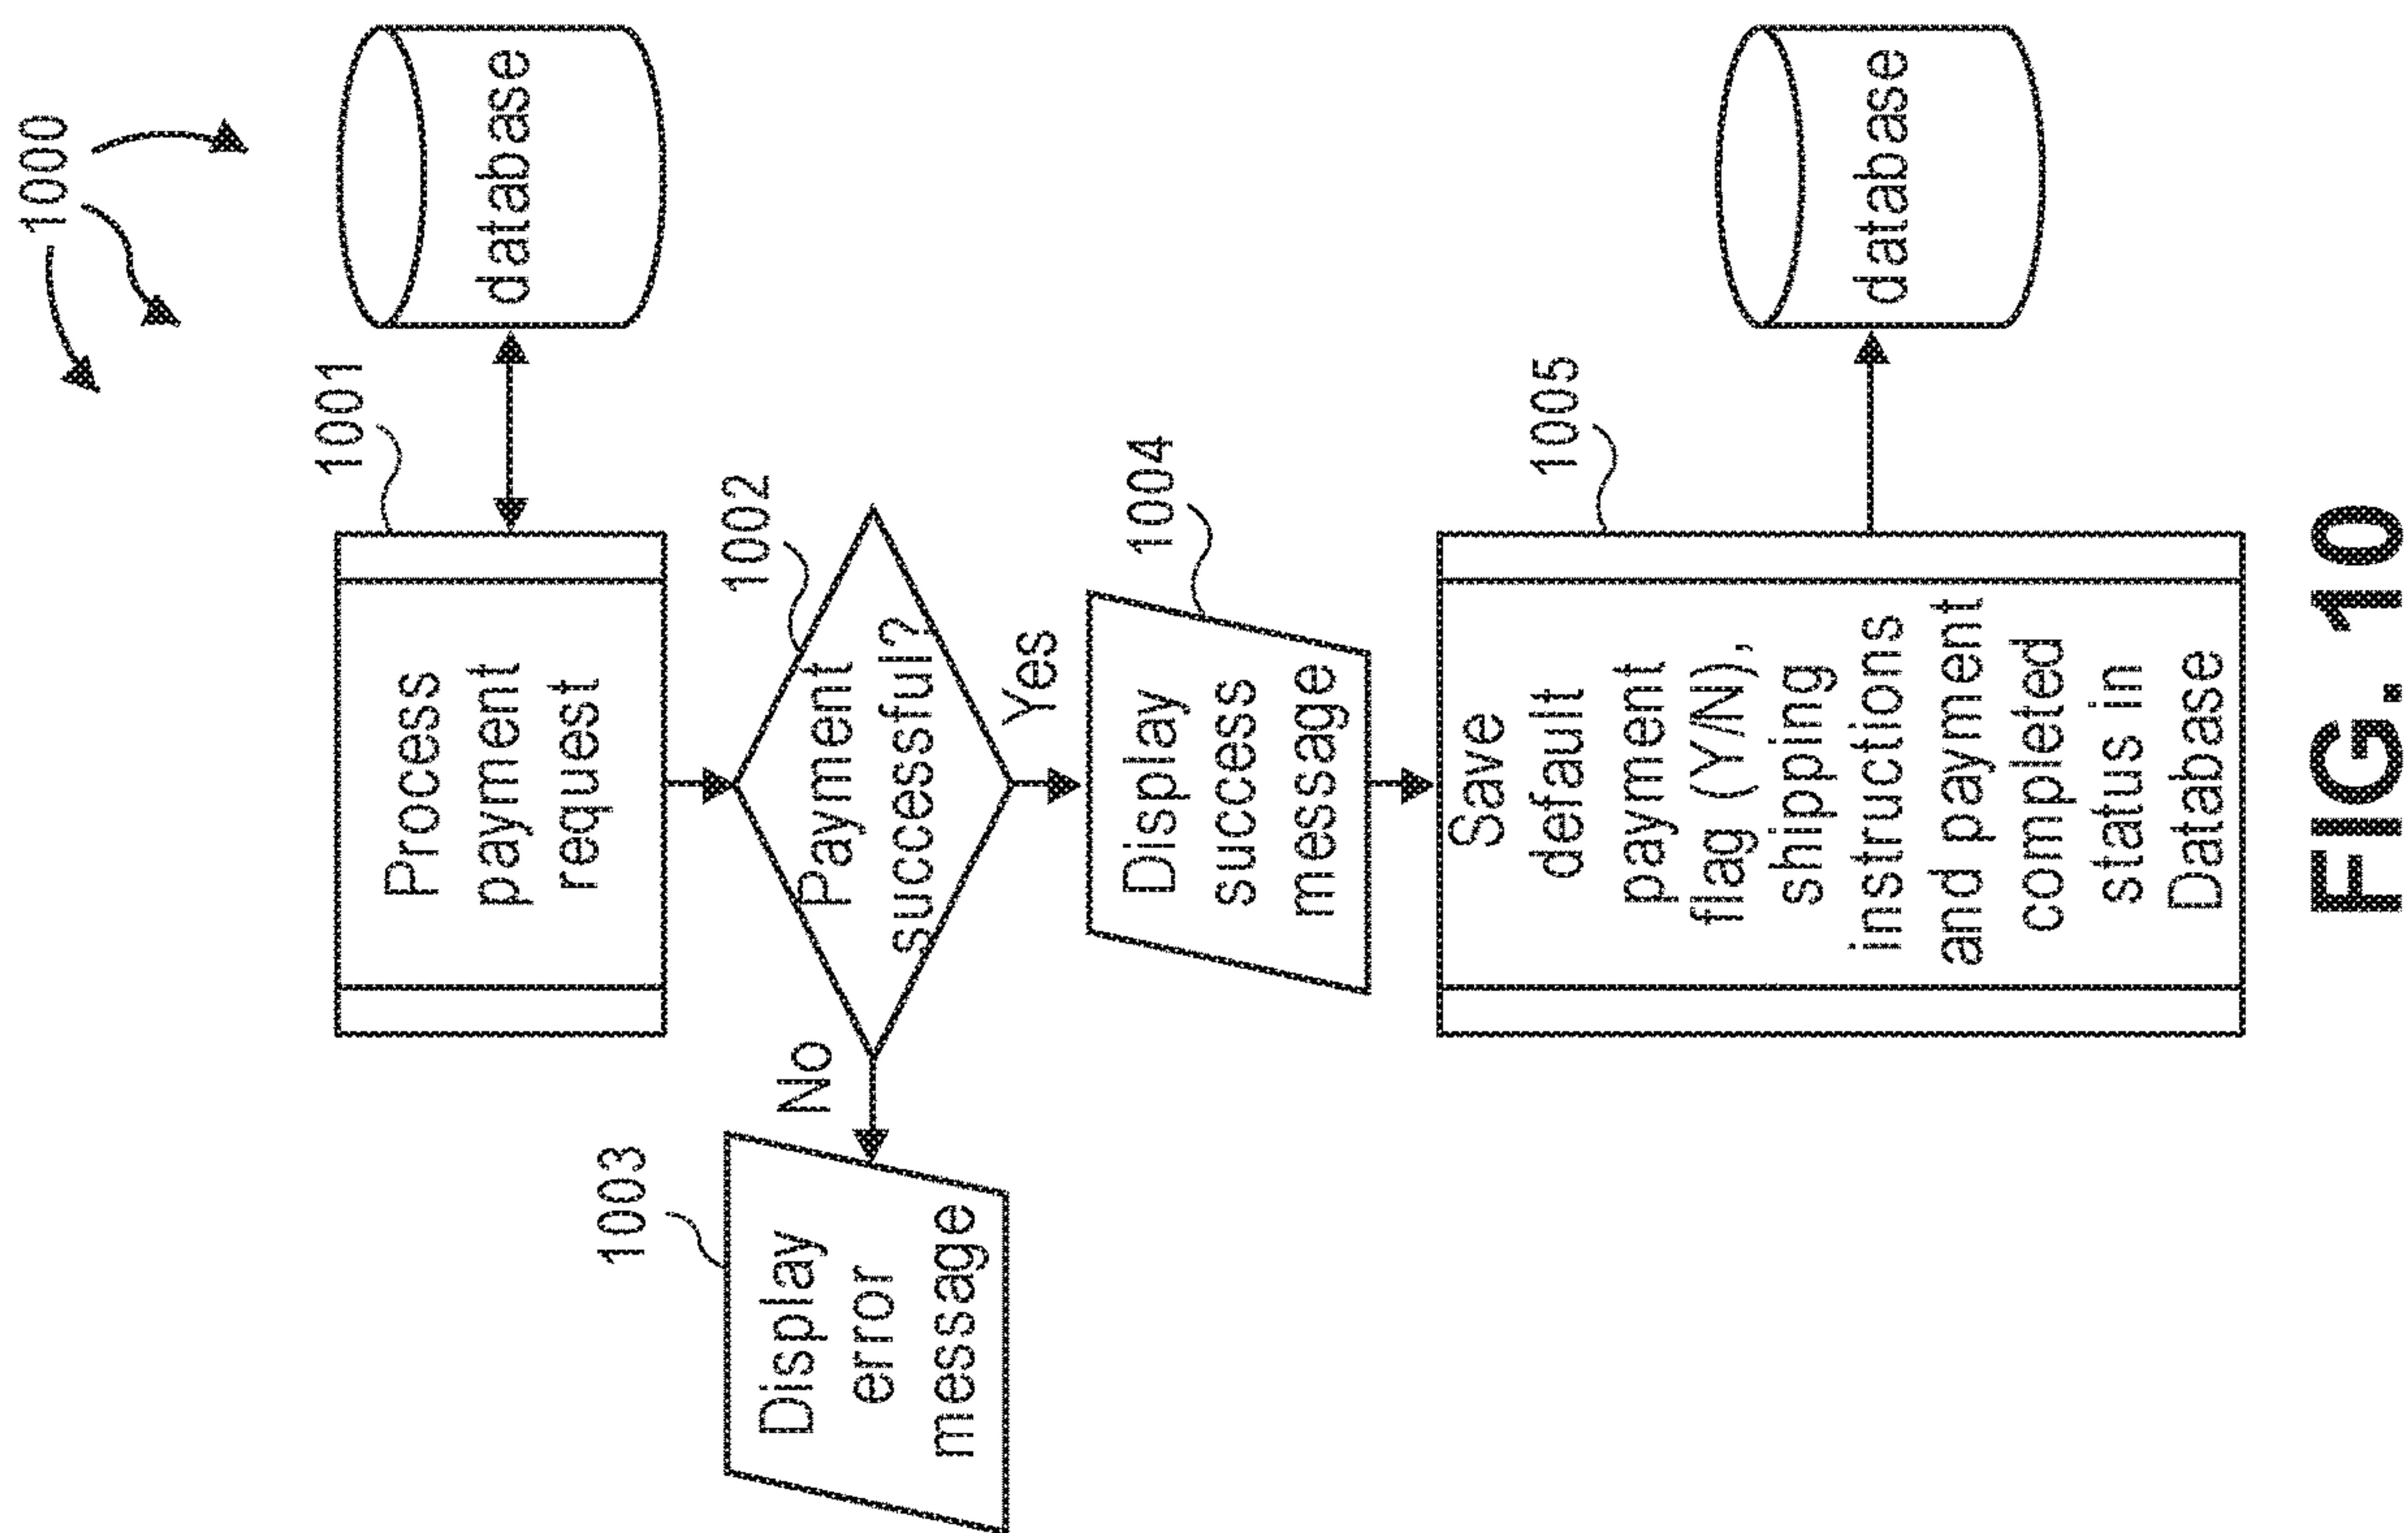 1000
1001
Process
payment
request
database
1002
Payment
successful?
No
Yes
1003
Display
error
message
1004
Display
success
message
1005
Save
default
payment
flag (Y/N),
shipping
instructions
and payment
completed
status in
Database
database
FIG. 10